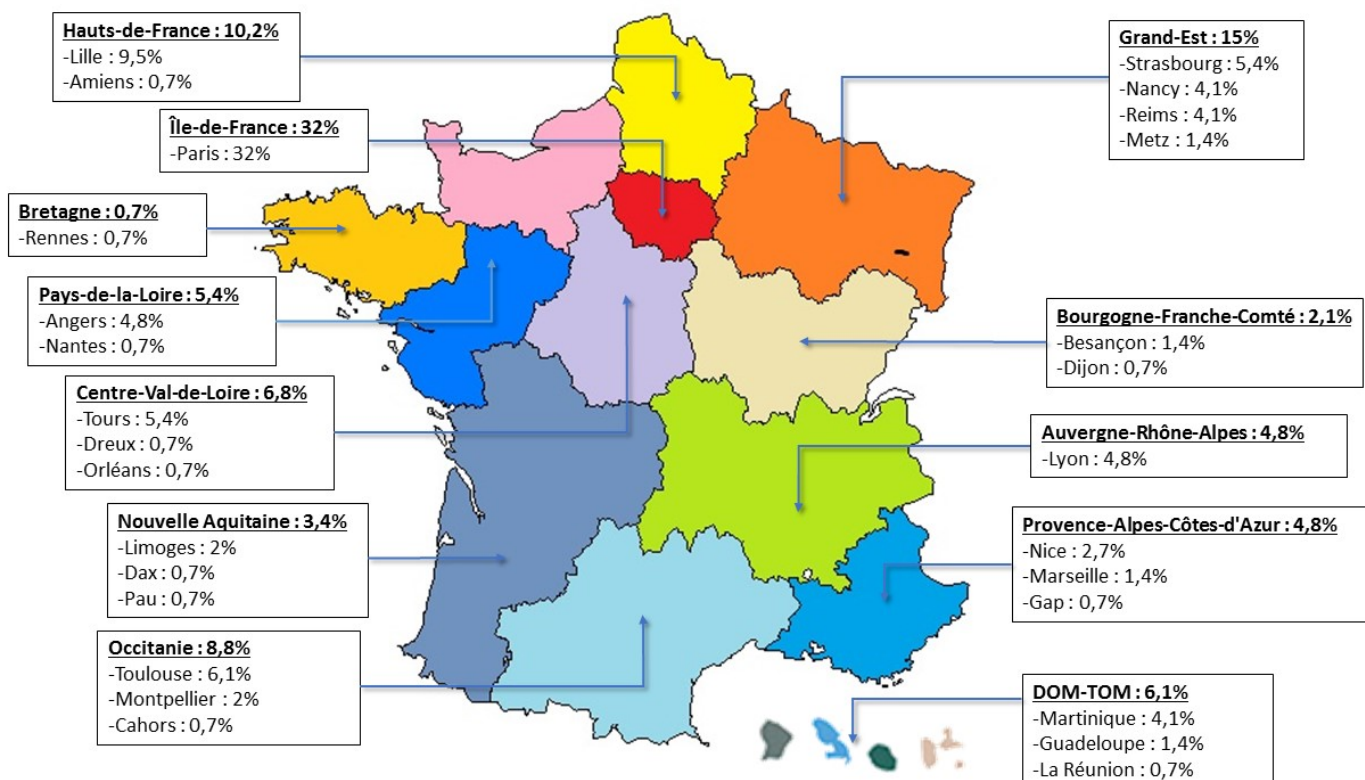 Hauts-de-France : 10,2%
-Lille : 9,5%
-Amiens : 0,7%
Île-de-France : 32%
-Paris : 32%
Bretagne : 0,7%
-Rennes : 0,7%
Pays-de-la-Loire : 5,4%
-Angers : 4,8%
-Nantes : 0,7%
Centre-Val-de-Loire : 6,8%
-Tours : 5,4%
-Dreux : 0,7%
-Orléans : 0,7%
Nouvelle Aquitaine : 3,4%
-Limoges : 2%
-Dax : 0,7%
-Pau : 0,7%
Occitanie : 8,8%
-Toulouse : 6,1%
-Montpellier : 2%
-Cahors : 0,7%
Grand-Est : 15%
-Strasbourg : 5,4%
-Nancy : 4,1%
-Reims : 4,1%
-Metz : 1,4%
Bourgogne-Franche-Comté : 2,1%
-Besançon : 1,4%
-Dijon : 0,7%
Auvergne-Rhône-Alpes : 4,8%
-Lyon : 4,8%
Provence-Alpes-Côtes-d'Azur : 4,8%
-Nice : 2,7%
-Marseille : 1,4%
-Gap : 0,7%
DOM-TOM : 6,1%
-Martinique : 4,1%
-Guadeloupe : 1,4%
-La Réunion : 0,7%